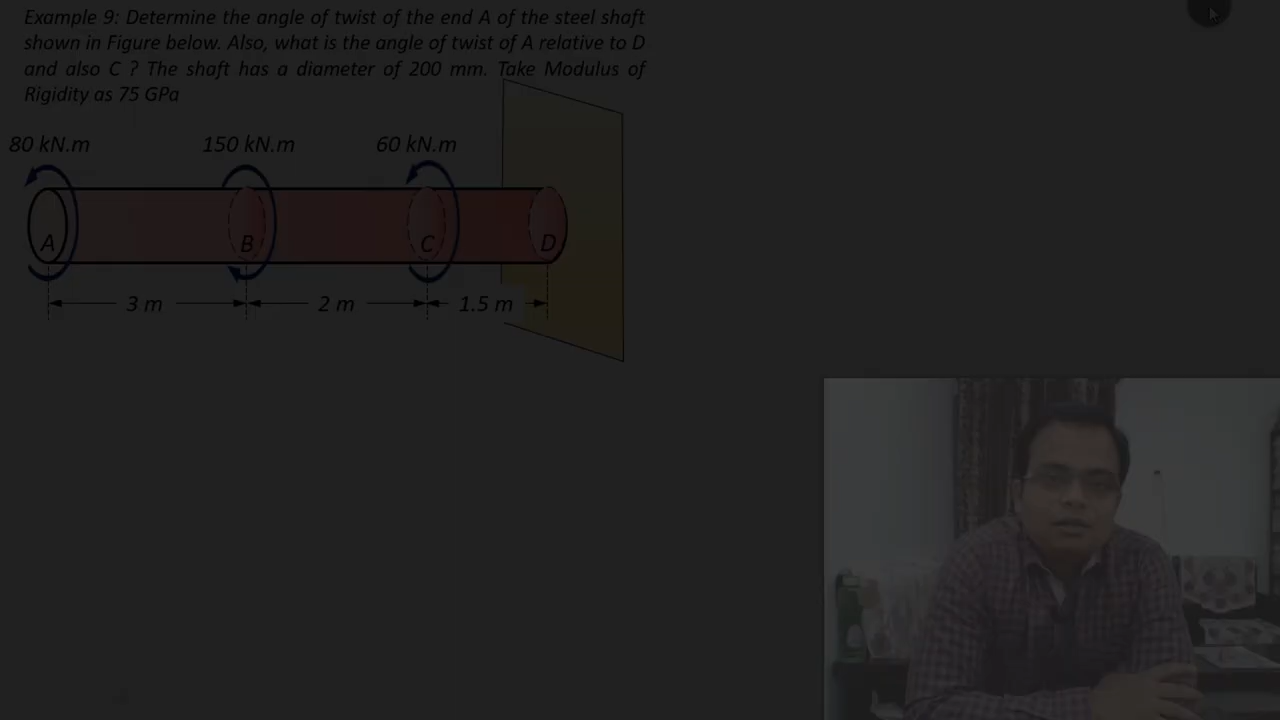 Example 9: Determine the angle of twist of the end A of the steel shaft
shown in Figure below. Also, what is the angle of twist of A relative to D
and also C ? The shaft has a diameter of 200 mm. Take Modulus of
Rigidity as 75 GPa
80 kN.m 150 kN.m 60 kN.m
A B C D
3 m 2 m 1.5 m